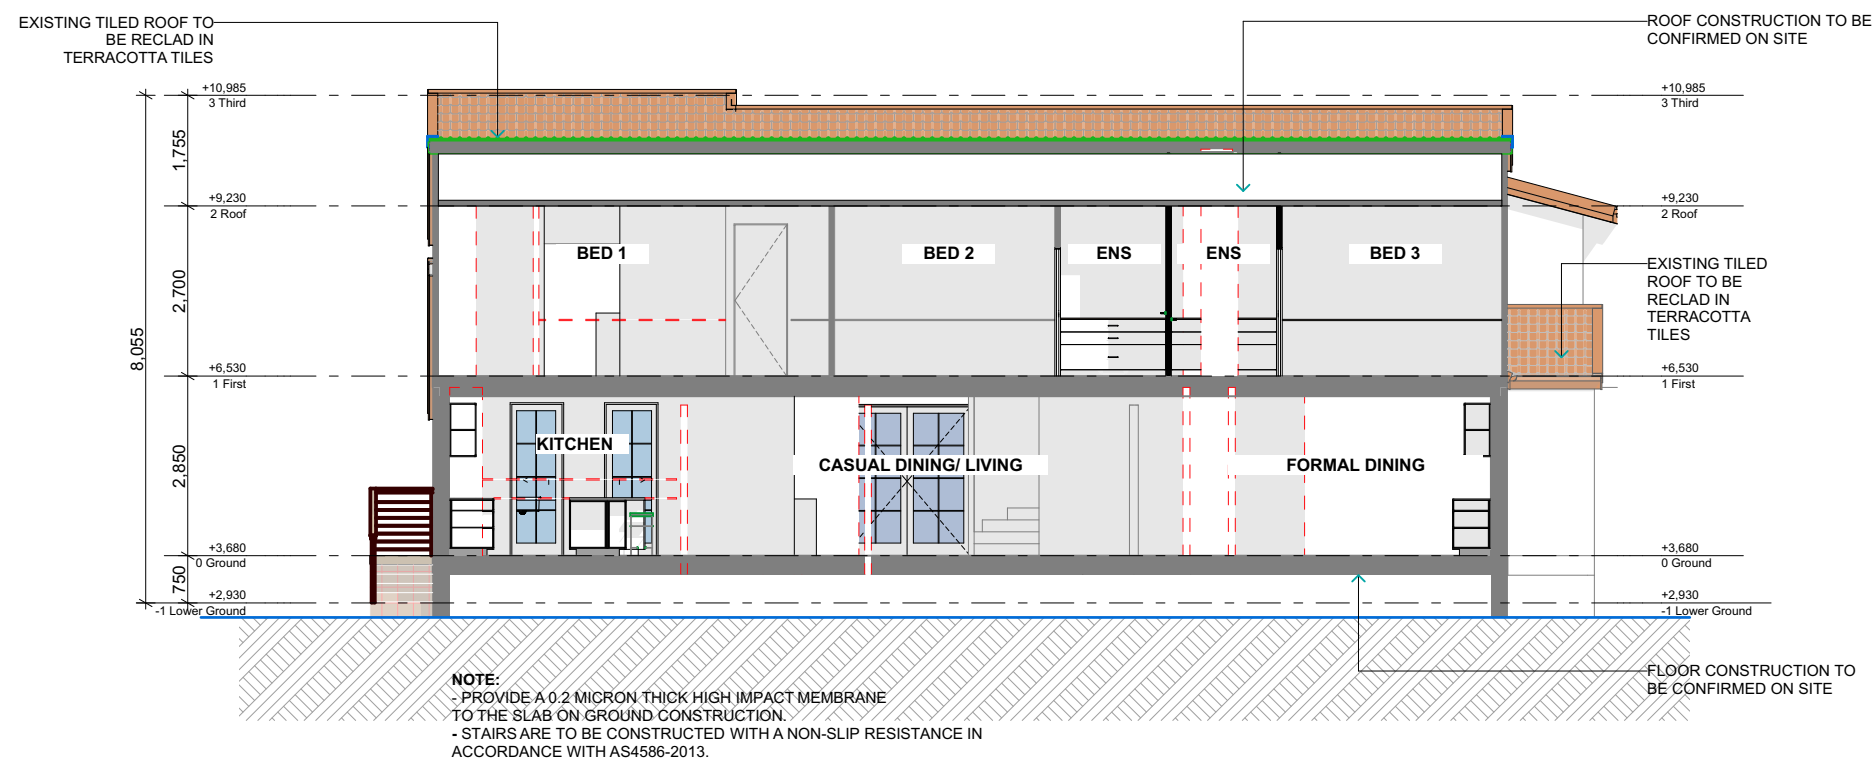 EXISTING TILED ROOF TO
BE RECLAD IN
TERRACOTTA TILES
ROOF CONSTRUCTION TO BE
CONFIRMED ON SITE
+10,985
3 Third
+10,985
3 Third
1,755
+9,230
2 Roof
+9,230
2 Roof
BED 1
BED 2
ENS
ENS
BED 3
2,700
EXISTING TILED
ROOF TO BE
RECLAD IN
TERRACOTTA
TILES
8,055
+6,530
1 First
+6,530
1 First
KITCHEN
CASUAL DINING/ LIVING
FORMAL DINING
2,850
+3,680
0 Ground
+3,680
0 Ground
750
+2,930
-1 Lower Ground
+2,930
-1 Lower Ground
FLOOR CONSTRUCTION TO
BE CONFIRMED ON SITE
NOTE:
- PROVIDE A 0.2 MICRON THICK HIGH IMPACT MEMBRANE
TO THE SLAB ON GROUND CONSTRUCTION.
- STAIRS ARE TO BE CONSTRUCTED WITH A NON-SLIP RESISTANCE IN
ACCORDANCE WITH AS4586-2013.